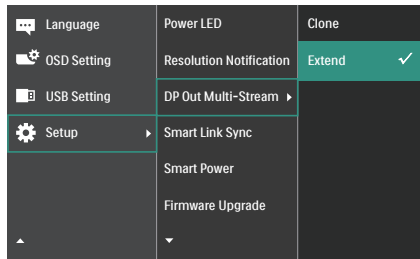 Language
OSD Setting
USB Setting
Setup
Power LED
Resolution Notification
DP Out Multi-Stream
Smart Link Sync
Smart Power
Firmware Upgrade
Clone
Extend